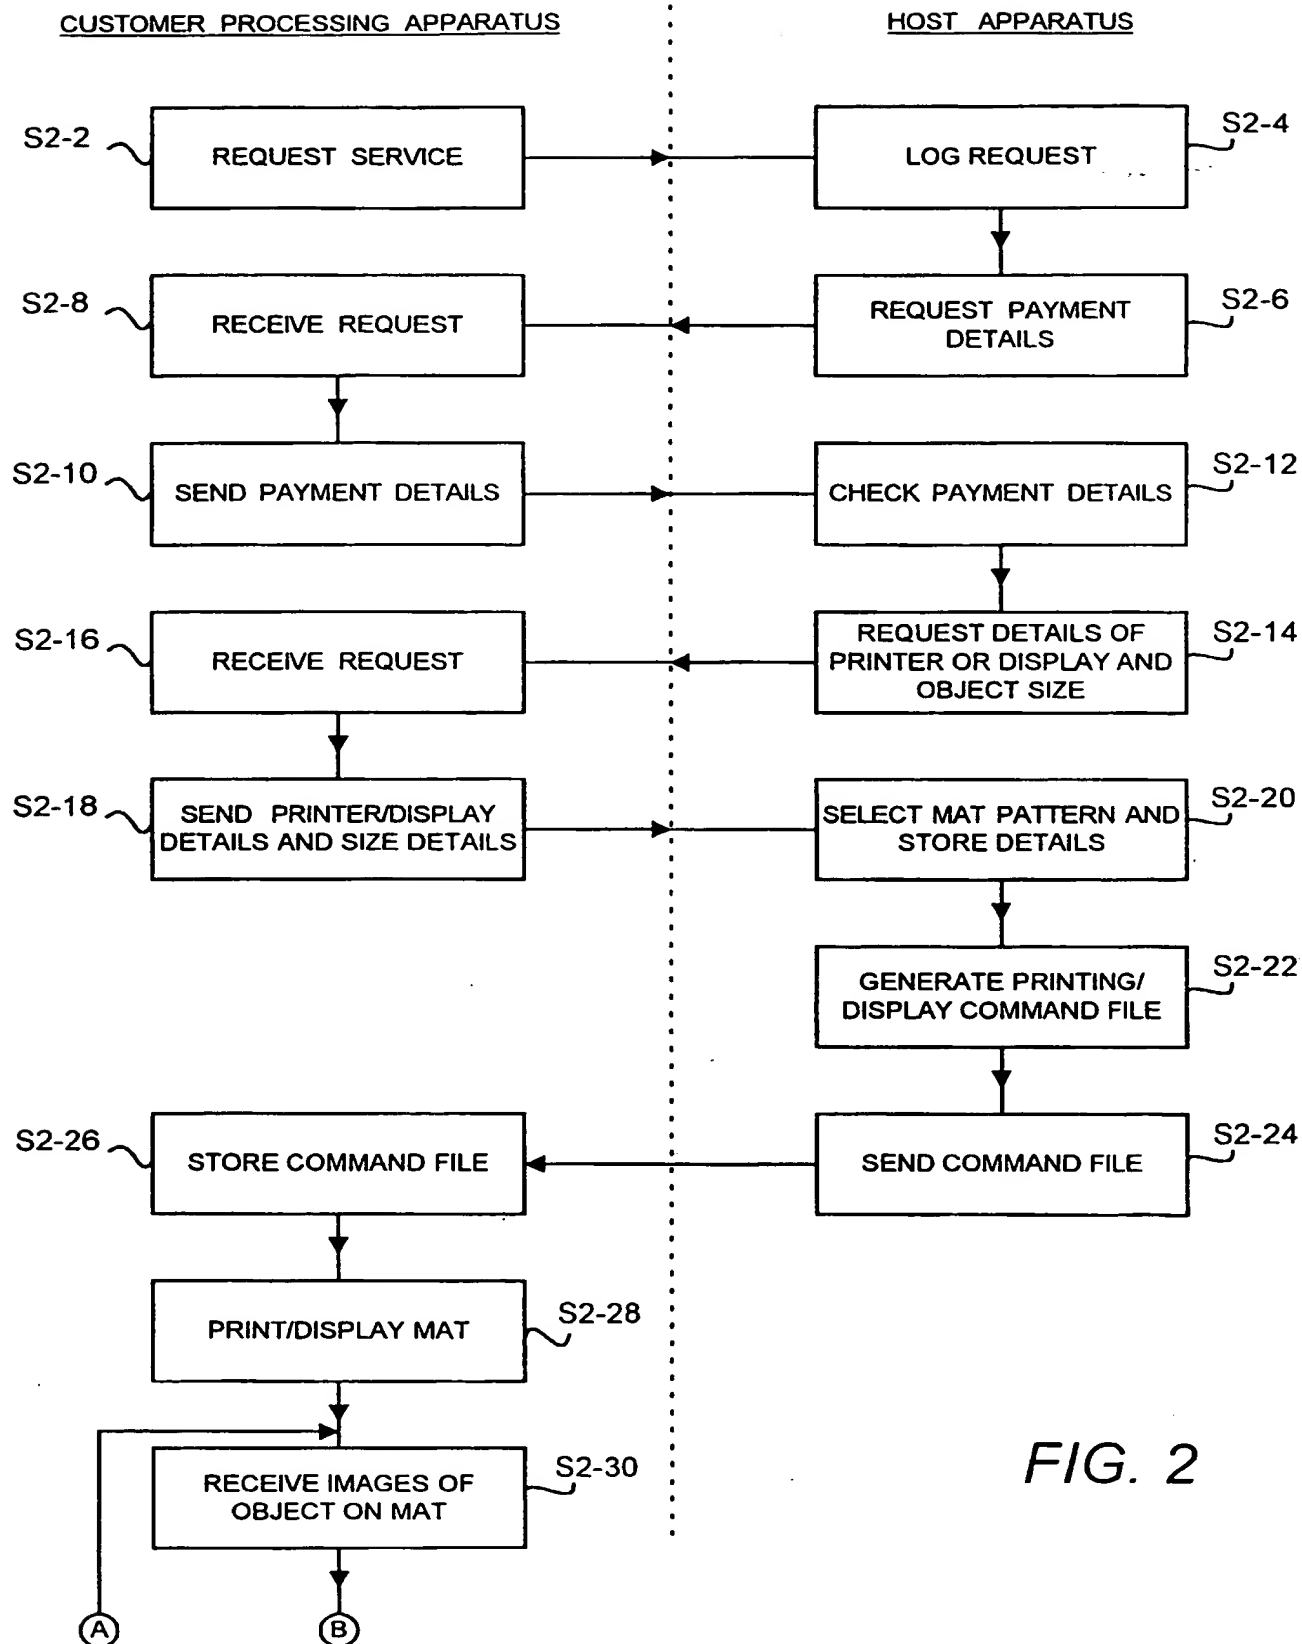 CUSTOMER PROCESSING APPARATUS
HOST APPARATUS
S2-2
REQUEST SERVICE
LOG REQUEST
S2-4
S2-8
RECEIVE REQUEST
REQUEST PAYMENT
DETAILS
S2-6
S2-10
SEND PAYMENT DETAILS
CHECK PAYMENT DETAILS
S2-12
S2-16
RECEIVE REQUEST
REQUEST DETAILS OF
PRINTER OR DISPLAY AND
OBJECT SIZE
S2-14
S2-18
SEND PRINTER/DISPLAY
DETAILS AND SIZE DETAILS
SELECT MAT PATTERN AND
STORE DETAILS
S2-20
GENERATE PRINTING/
DISPLAY COMMAND FILE
S2-22
S2-26
STORE COMMAND FILE
SEND COMMAND FILE
S2-24
PRINT/DISPLAY MAT
S2-28
RECEIVE IMAGES OF
OBJECT ON MAT
S2-30
FIG. 2
A
B